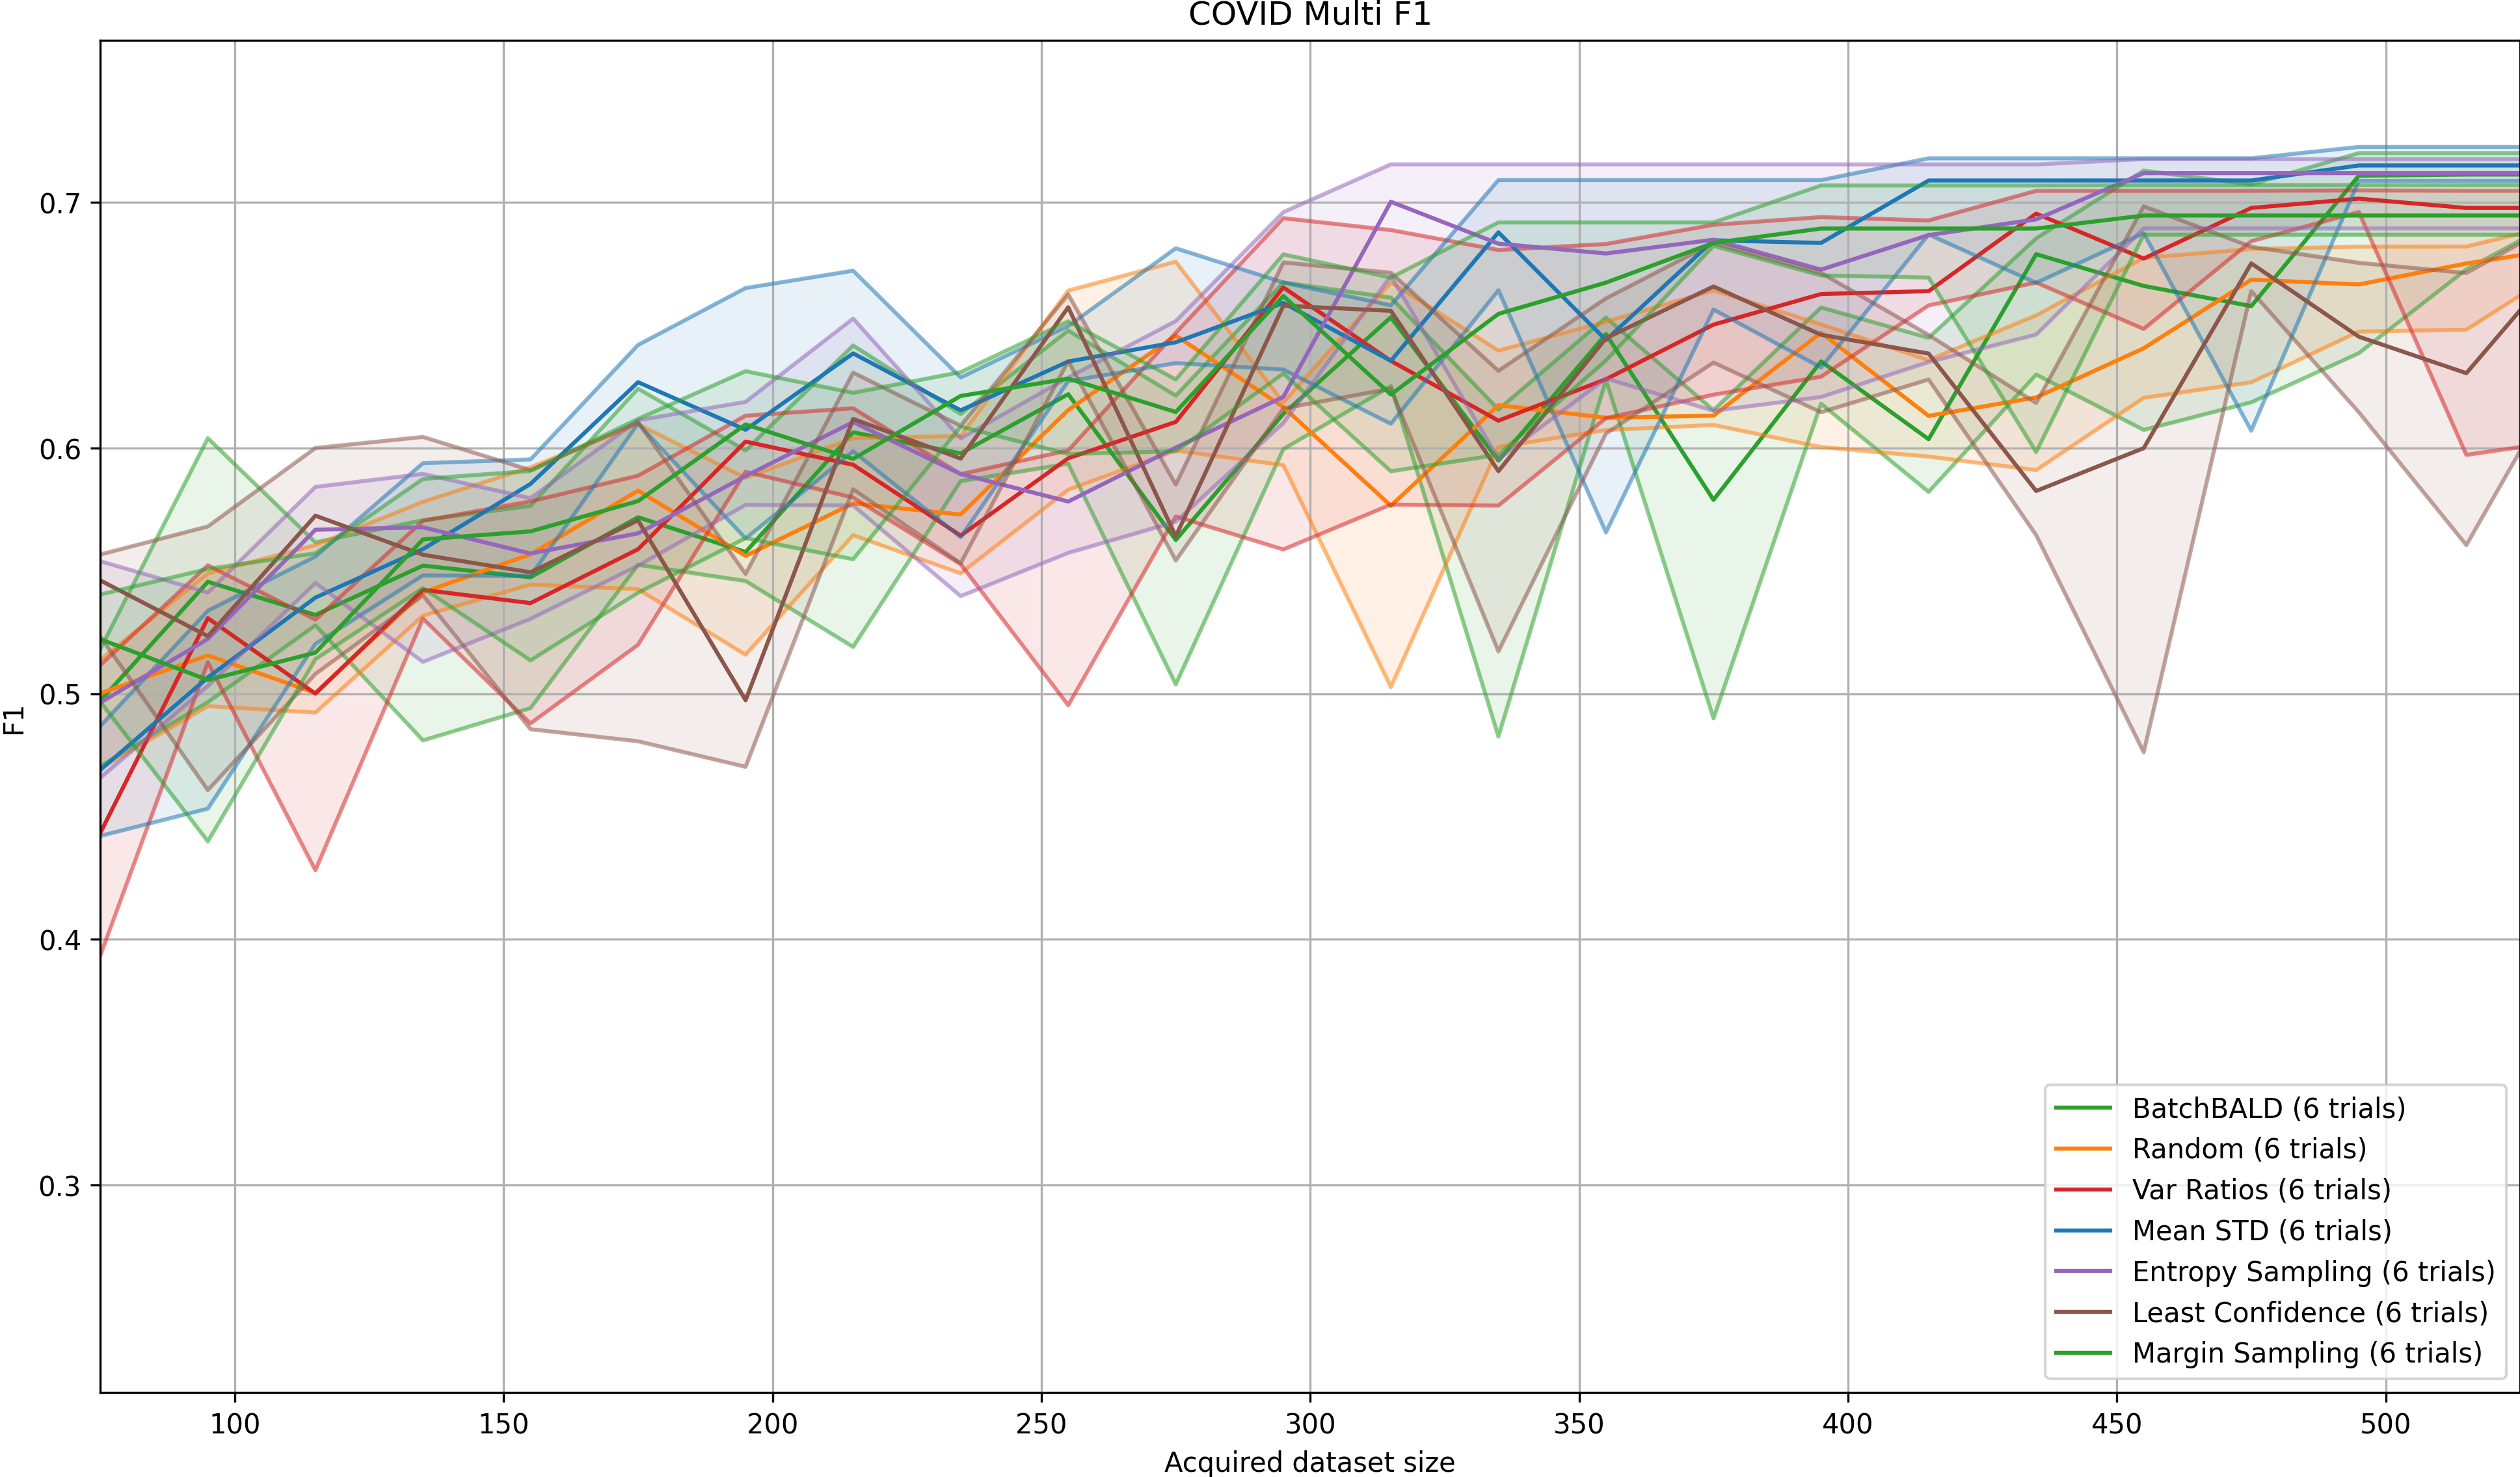 COVID Multi F1
0.7
0.6
0.5
0.4
0.3
F1
100
150
200
250
300
350
400
450
500
Acquired dataset size
BatchBALD (6 trials)
Random (6 trials)
Var Ratios (6 trials)
Mean STD (6 trials)
Entropy Sampling (6 trials)
Least Confidence (6 trials)
Margin Sampling (6 trials)